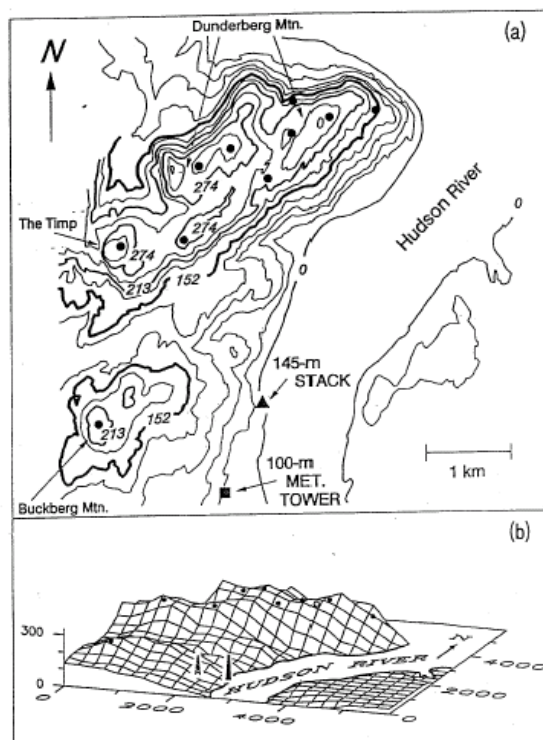 Dunderberg Mtn.
(a)
N
Hudson River
0
274
274
The Timp
274
213
152
0
145-m
STACK
213
152
100-m
MET.
TOWER
1 km
Buckberg Mtn.
(b)
300
0
0
2000
4000
0
2000
4000
HUDSON RIVER
N